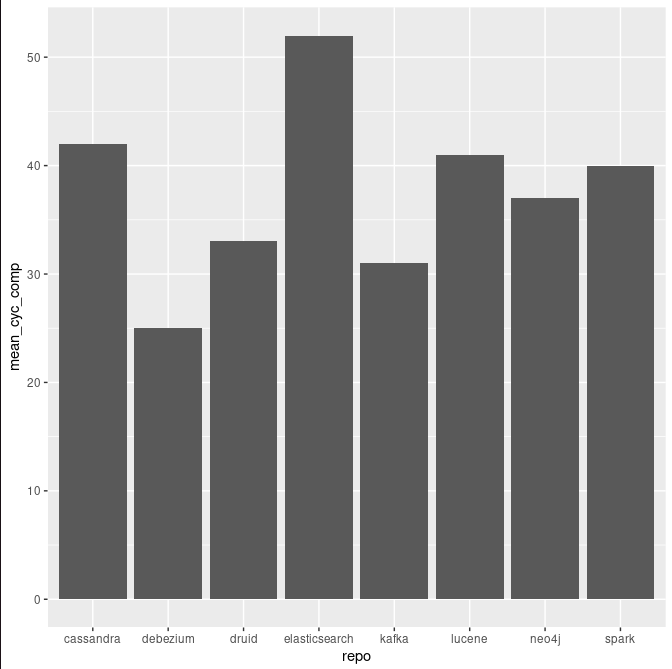 50
40
30
20
10
0
mean_cyc_comp
cassandra debezium druid elasticsearch kafka lucene neo4j spark
repo